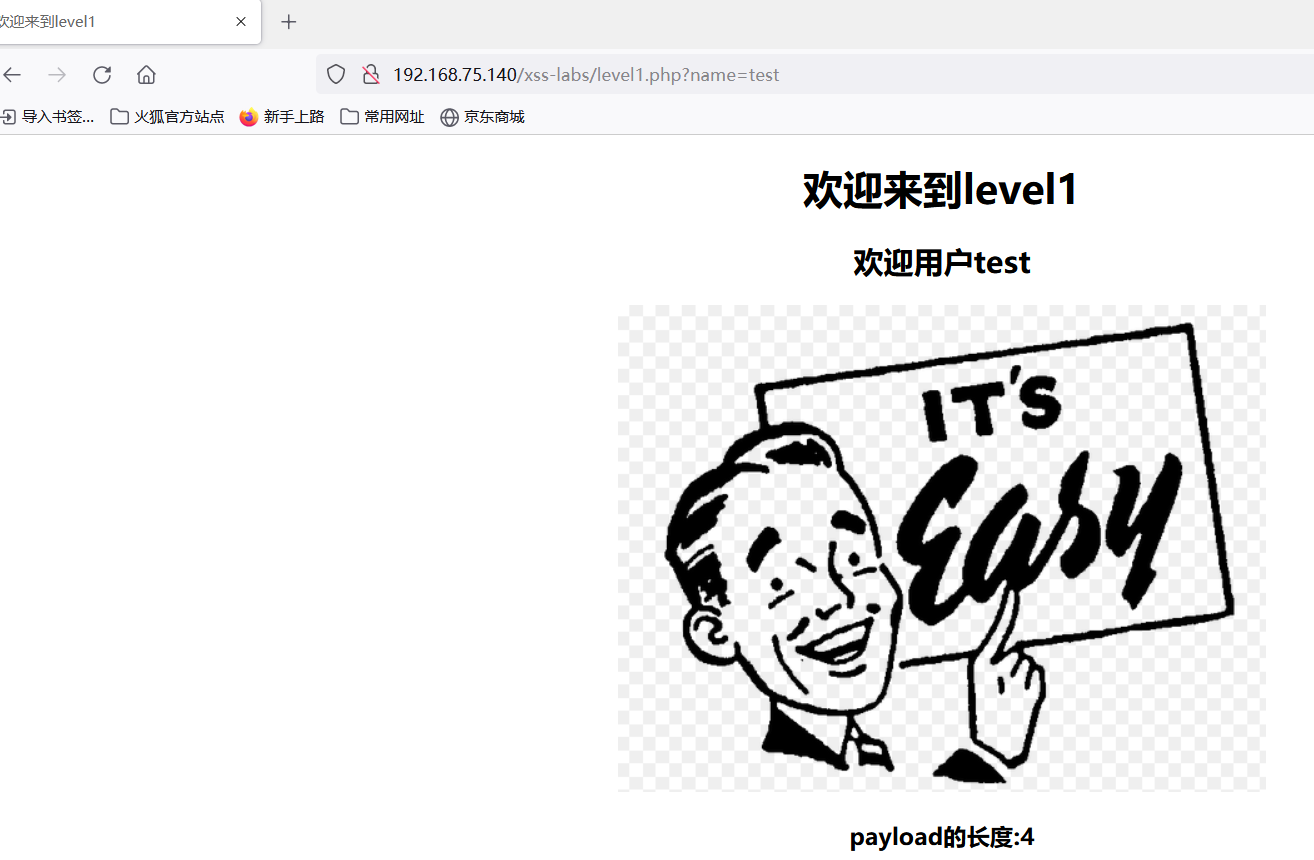 欢迎来到level1
192.168.75.140/xss-labs/level1.php?name=test
导入书签... 火狐官方站点 新手上路 常用网址 京东商城
欢迎来到level1
欢迎用户test
IT'S
Easy
payload的长度:4